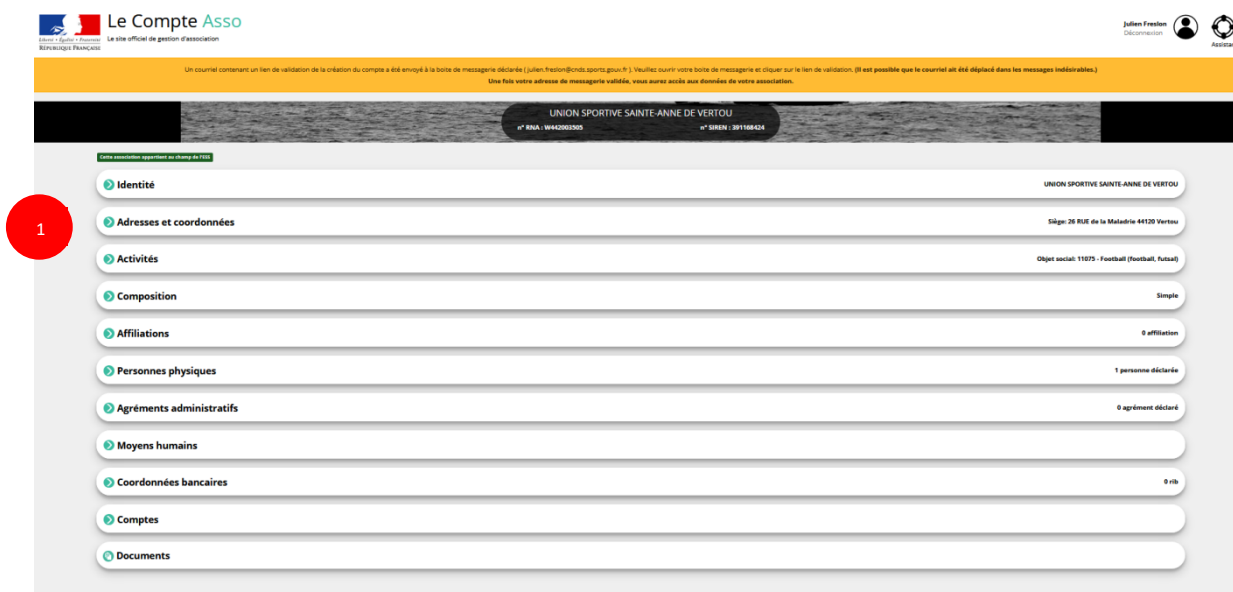 Le Compte Asso
Le site officiel de gestion d'association
Liberté • Égalité • Fraternité
RÉPUBLIQUE FRANÇAISE
Julien Freslon
Déconnexion
Assistan
Un courriel contenant un lien de validation de la création du compte a été envoyé à la boite de messagerie déclarée ( julien.freslon@cnds.sports.gouv.fr ). Veuillez ouvrir votre boite de messagerie et cliquer sur le lien de validation. (Il est possible que le courriel ait été déplacé dans les messages indésirables.)
Une fois votre adresse de messagerie validée, vous aurez accès aux données de votre association.
UNION SPORTIVE SAINTE-ANNE DE VERTOU
n° RNA : W442003505 n° SIREN : 391168424
Cette association appartient au champ de l'ESS
Identité UNION SPORTIVE SAINTE-ANNE DE VERTOU
1
Adresses et coordonnées Siège: 26 RUE de la Maladrie 44120 Vertou
Activités Objet social: 11075 - Football (football, futsal)
Composition Simple
Affiliations 0 affiliation
Personnes physiques 1 personne déclarée
Agréments administratifs 0 agrément déclaré
Moyens humains
Coordonnées bancaires 0 rib
Comptes
Documents